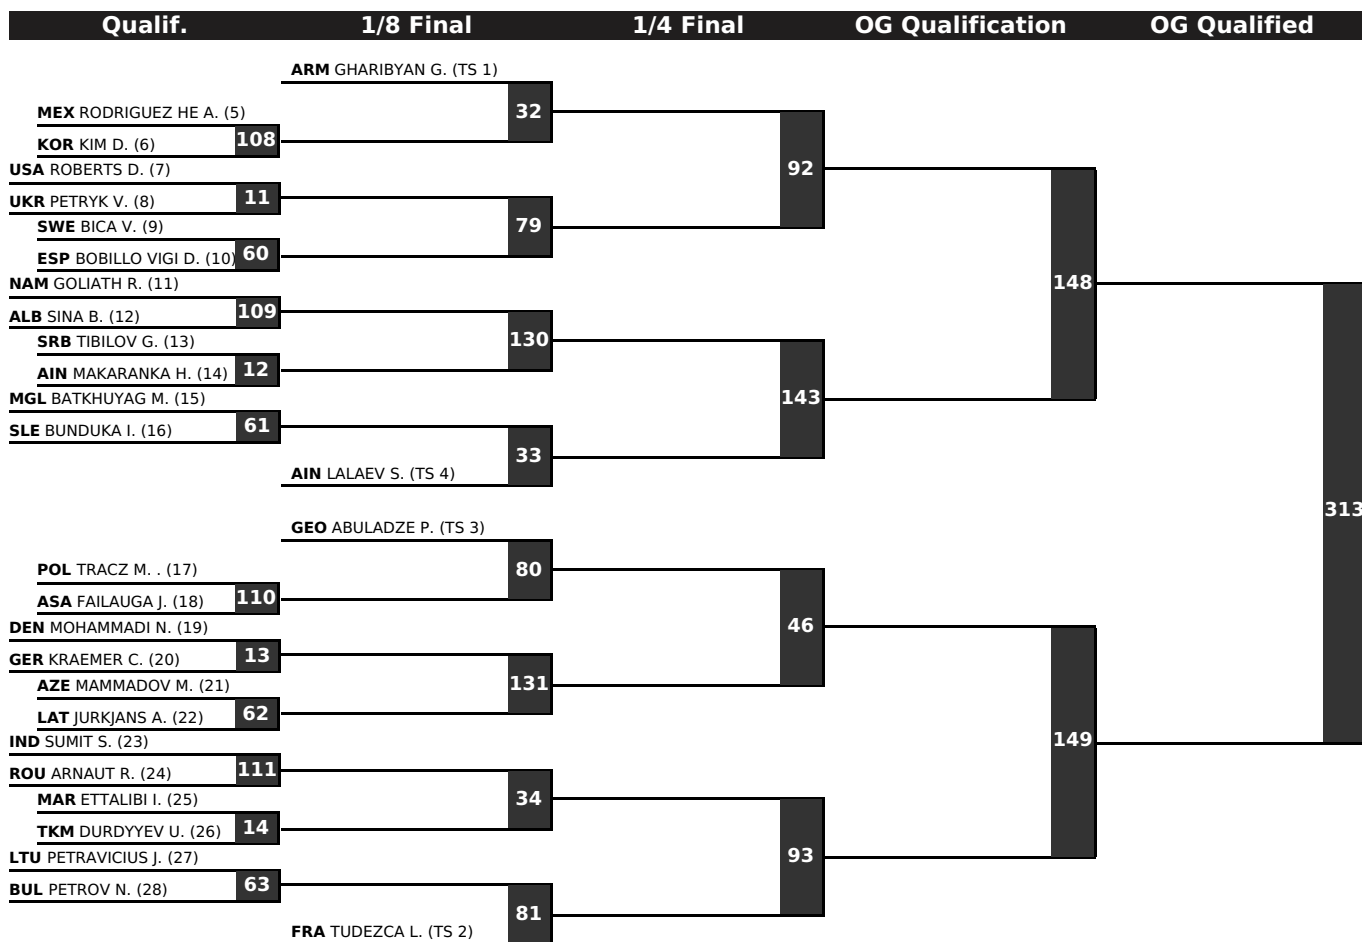 Qualif. 1/8 Final 1/4 Final OG Qualification OG Qualified
ARM GHARIBYAN G. (TS 1)
32
MEX RODRIGUEZ HE A. (5)
108
KOR KIM D. (6)
USA ROBERTS D. (7)
92
11
UKR PETRYK V. (8)
79
SWE BICA V. (9)
60
ESP BOBILLO VIGI D. (10)
NAM GOLIATH R. (11)
148
109
ALB SINA B. (12)
130
SRB TIBILOV G. (13)
12
AIN MAKARANKA H. (14)
MGL BATKHUYAG M. (15)
143
61
SLE BUNDUKA I. (16)
33
AIN LALAEV S. (TS 4)
313
GEO ABULADZE P. (TS 3)
80
POL TRACZ M. . (17)
110
ASA FAILAUGA J. (18)
DEN MOHAMMADI N. (19)
46
13
GER KRAEMER C. (20)
131
AZE MAMMADOV M. (21)
62
LAT JURKJANS A. (22)
IND SUMIT S. (23)
149
111
ROU ARNAUT R. (24)
34
MAR ETTALIBI I. (25)
14
TKM DURDYYEV U. (26)
LTU PETRAVICIUS J. (27)
93
63
BUL PETROV N. (28)
81
FRA TUDEZCA L. (TS 2)